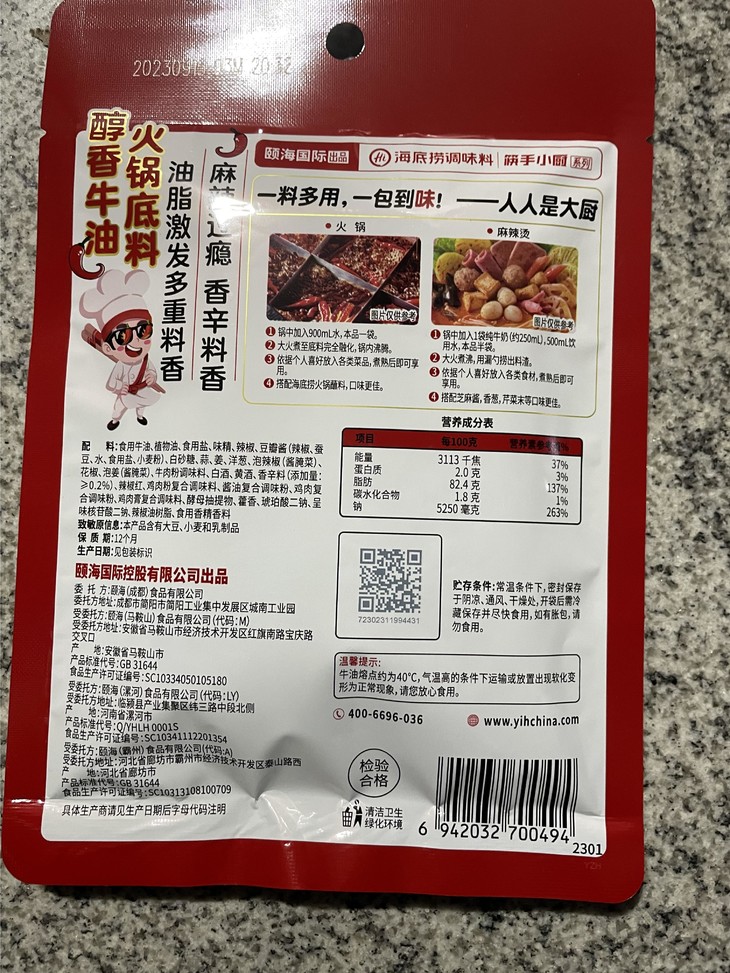 醇香牛油
火锅底料
油脂激发多重料香
麻辣过瘾 香辛料香
颐海国际出品
Hi 海底捞调味料 筷手小厨 系列
一料多用,一包到味! ——人人是大厨
• 火锅
图片仅供参考
❶ 锅中加入900mL水,本品一袋。
❷ 大火煮至底料完全融化,锅内沸腾。
❸ 依据个人喜好放入各类菜品,煮熟后即可享
用。
❹ 搭配海底捞火锅蘸料,口味更佳。
• 麻辣烫
图片仅供参考
❶ 锅中加入1袋纯牛奶(约250mL),500mL饮
用水,本品半袋。
❷ 大火煮沸,用漏勺捞出料渣。
❸ 依据个人喜好放入各类食材,煮熟后即可
享用。
❹ 搭配芝麻酱,香葱,芹菜末等口味更佳。
配 料:食用牛油、植物油、食用盐、味精、辣椒、豆瓣酱(辣椒、蚕
豆、水、食用盐、小麦粉)、白砂糖、蒜、姜、洋葱、泡辣椒(酱腌菜)、
花椒、泡姜(酱腌菜)、牛肉粉调味料、白酒、黄酒、香辛料(添加量:
≥0.2%)、辣椒红、鸡肉粉复合调味料、酱油复合调味粉、鸡肉复
合调味粉、鸡肉膏复合调味料、酵母抽提物、藿香、琥珀酸二钠、呈
味核苷酸二钠、辣椒油树脂、食用香精香料
致敏原信息:本产品含有大豆、小麦和乳制品
保 质 期:12个月
生产日期:见包装标识
营养成分表
项目 每100克 营养素参考值%
能量 3113 千焦 37%
蛋白质 2.0 克 3%
脂肪 82.4 克 137%
碳水化合物 1.8 克 1%
钠 5250 毫克 263%
颐海国际控股有限公司出品
委 托 方:颐海(成都)食品有限公司
委托方地址:成都市简阳市简阳工业集中发展区城南工业园
受委托方:颐海(马鞍山)食品有限公司(代码:M)
受委托方地址:安徽省马鞍山市经济技术开发区红旗南路宝庆路
交叉口
产 地:安徽省马鞍山市
产品标准代号:GB 31644
食品生产许可证编号:SC10334050105180
受委托方:颐海(漯河)食品有限公司(代码:LY)
受委托方地址:临颍县产业集聚区纬三路中段北侧
产 地:河南省漯河市
产品标准代号:Q/YHLH 0001S
食品生产许可证编号:SC10341112201354
受委托方:颐海(霸州)食品有限公司(代码:A)
受委托方地址:河北省廊坊市霸州市经济技术开发区泰山路西
产 地:河北省廊坊市
产品标准代号:GB 31644
食品生产许可证编号:SC10313108100709
具体生产商请见生产日期后字母代码注明
72302311994431
贮存条件:常温条件下,密封保存
于阴凉、通风、干燥处,开袋后需冷
藏保存并尽快食用,如有胀包,请
勿食用。
温馨提示:
牛油熔点约为40℃,气温高的条件下运输或放置出现软化变
形为正常现象,请您放心食用。
400-6696-036
www.yihchina.com
检验
合格
清洁卫生
绿化环境
6 942032 700494
2301
YZH